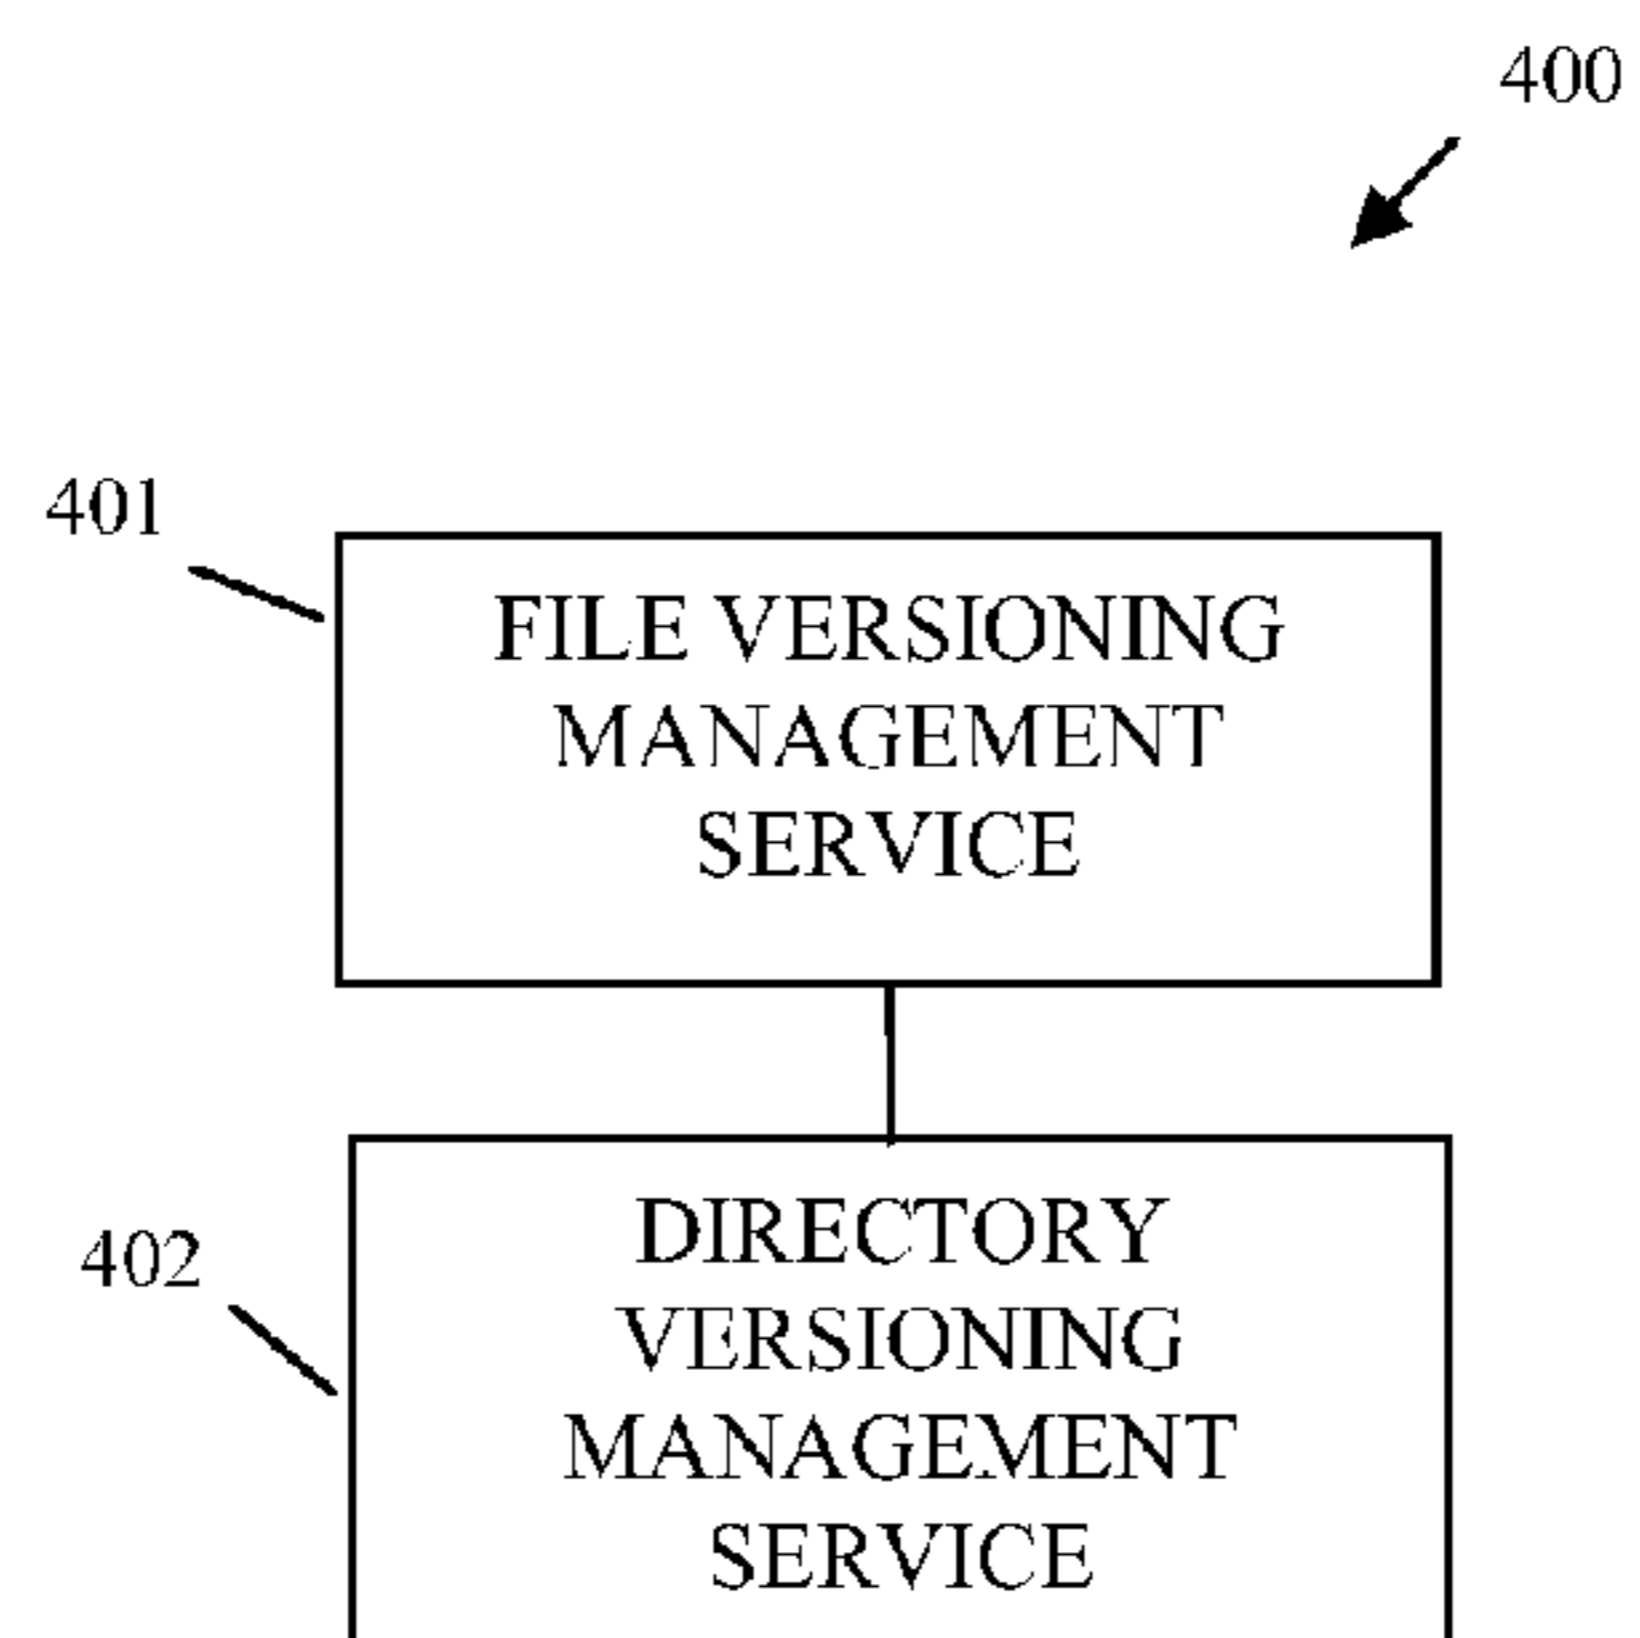 400
401
FILE VERSIONING
MANAGEMENT
SERVICE
402
DIRECTORY
VERSIONING
MANAGEMENT
SERVICE